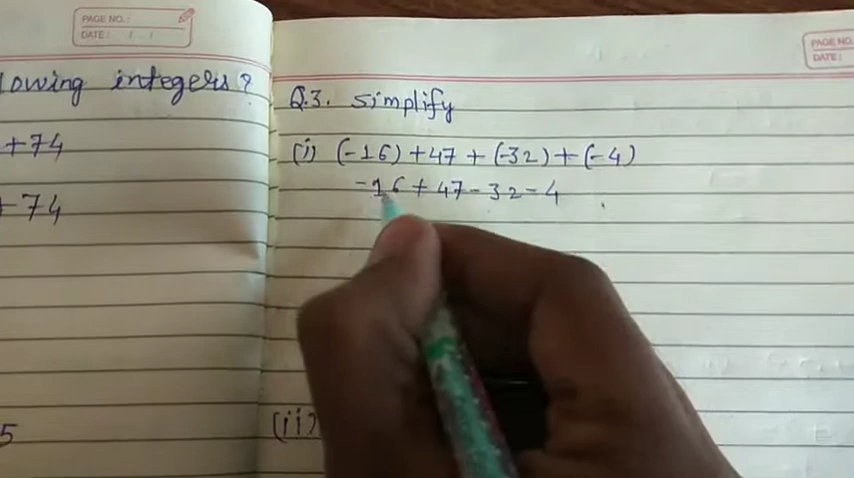 PAGE NO.:
DATE: / /
lowing integers?
+74
+74
5
PAGE NO.
DATE:
Q.3. Simplify
(i) (-16) +47 + (-32) + (-4)
-16 + 47 - 32 - 4
(ii)